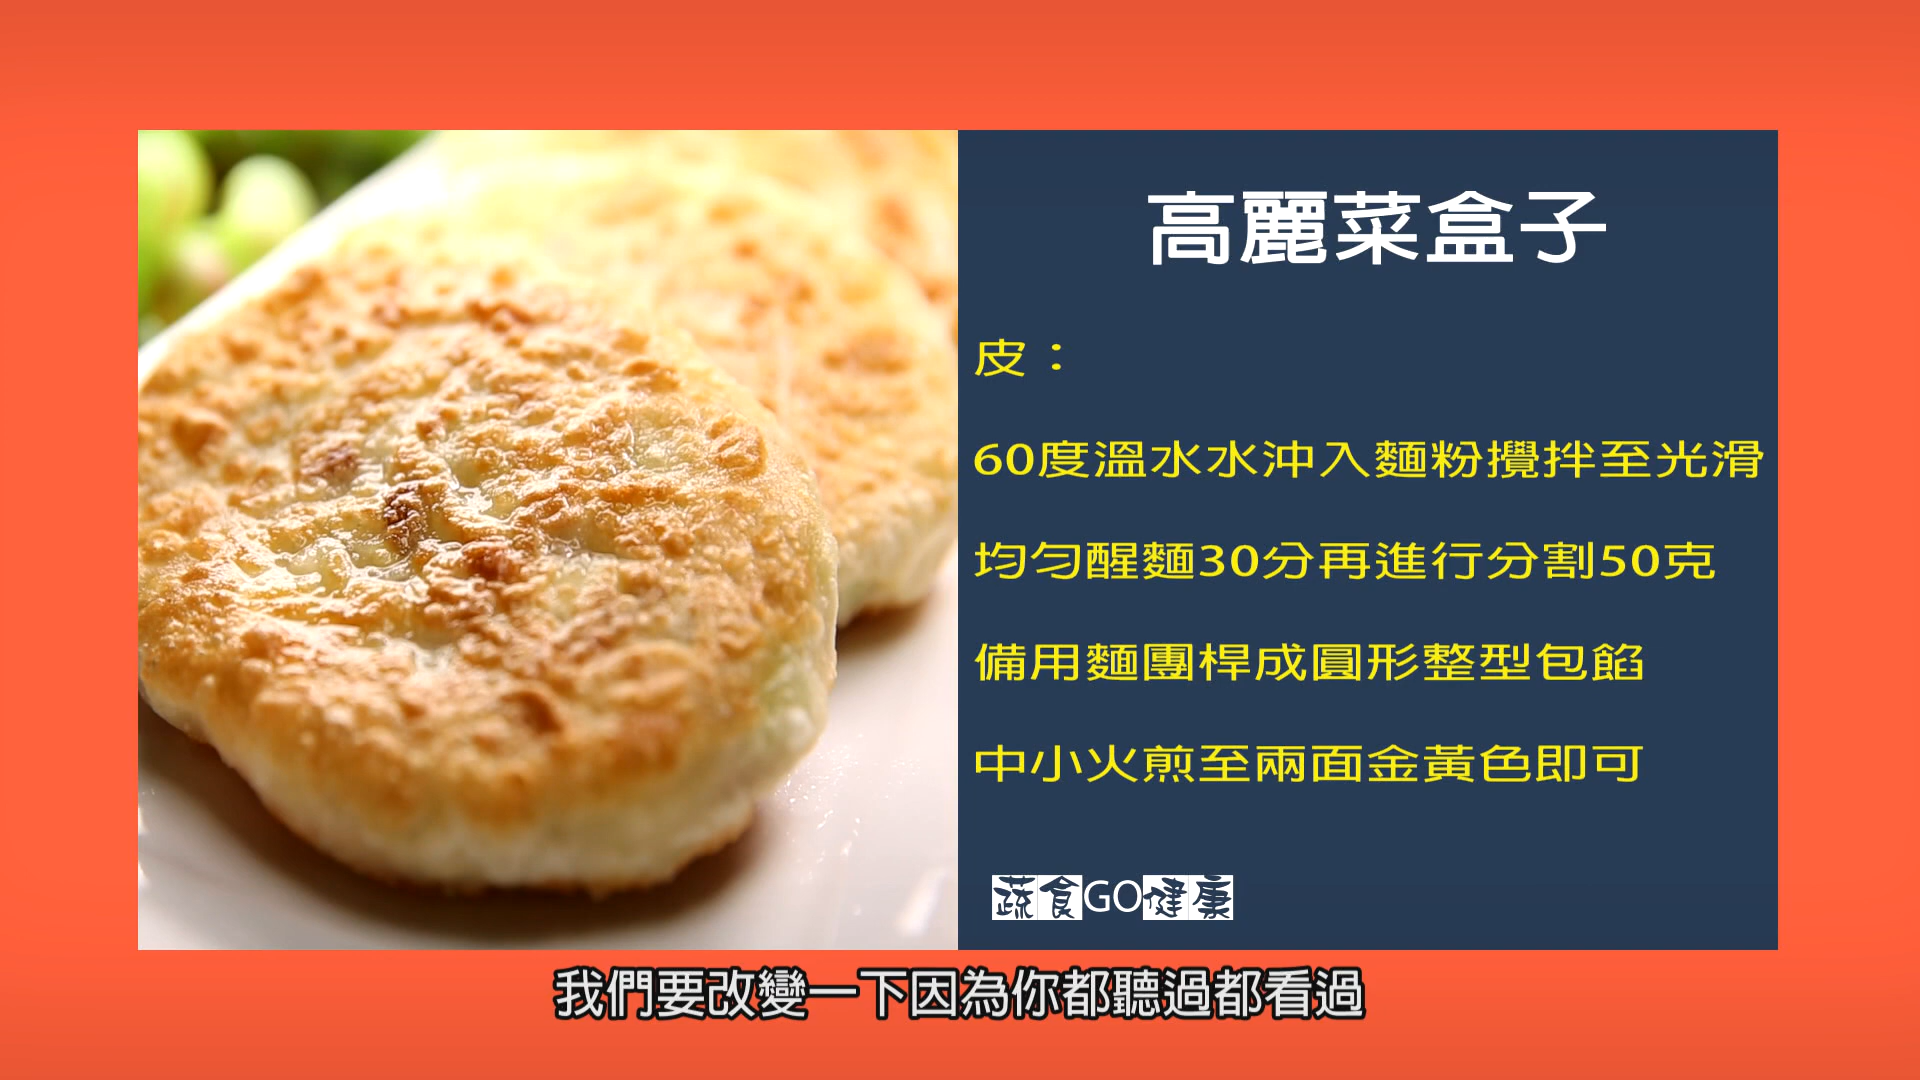 高麗菜盒子
皮：
60度溫水水沖入麵粉攪拌至光滑
均勻醒麵30分再進行分割50克
備用麵團桿成圓形整型包餡
中小火煎至兩面金黃色即可
蔬食GO健康
我們要改變一下因為你都聽過都看過